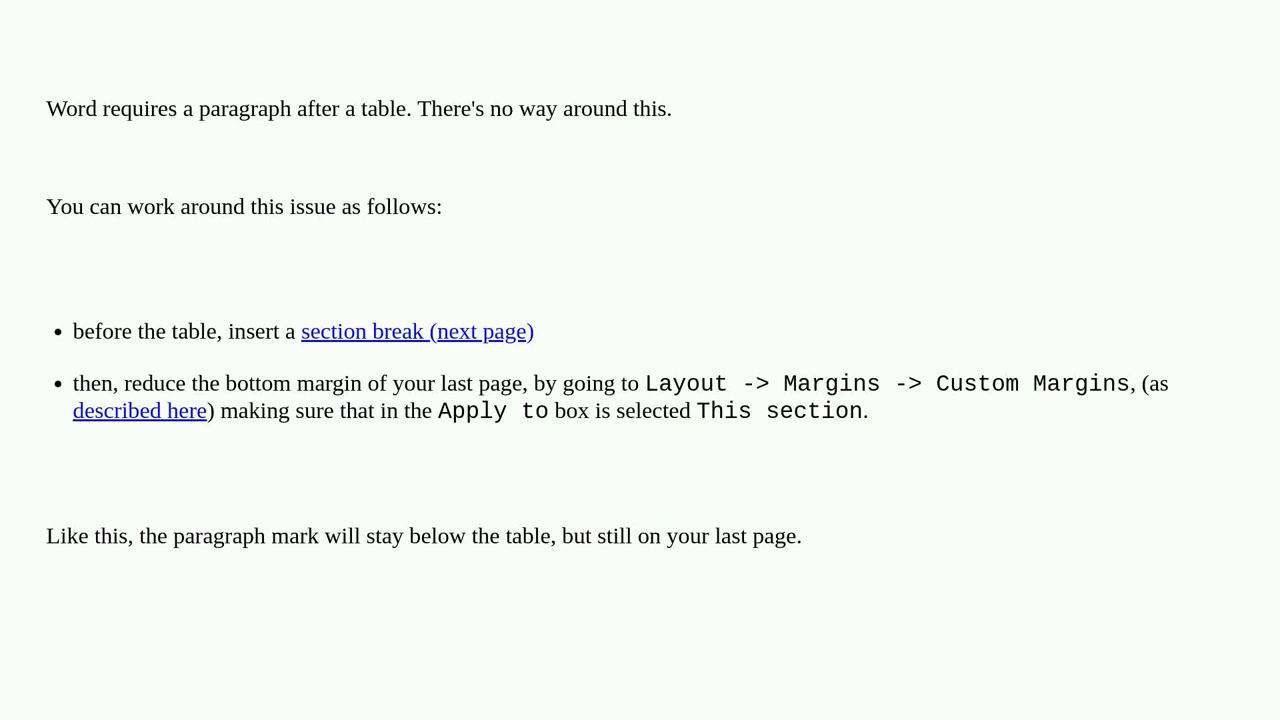 Word requires a paragraph after a table. There's no way around this.
You can work around this issue as follows:
• before the table, insert a section break (next page)
• then, reduce the bottom margin of your last page, by going to Layout -> Margins -> Custom Margins, (as
described here) making sure that in the Apply to box is selected This section.
Like this, the paragraph mark will stay below the table, but still on your last page.